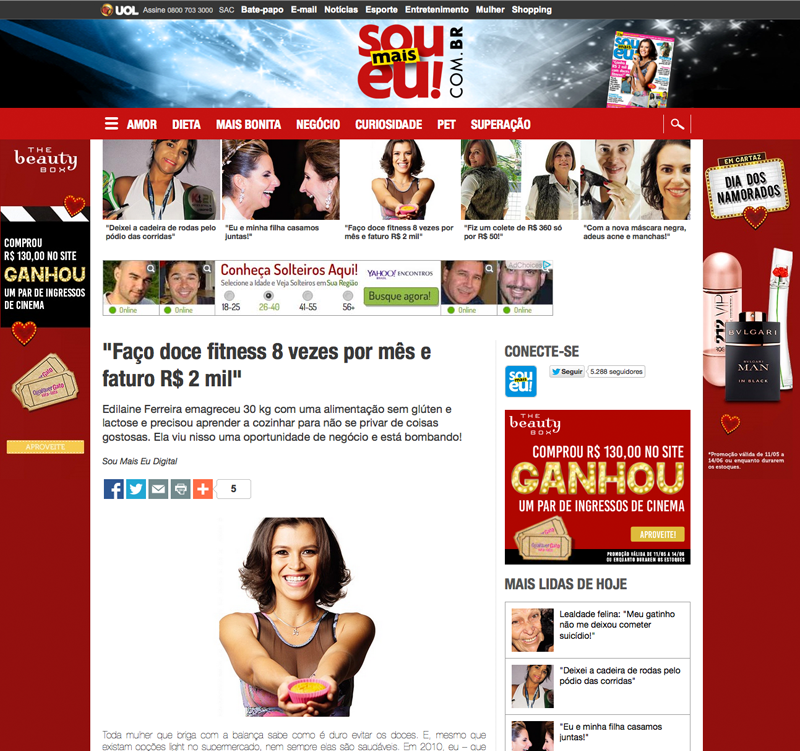 UOL Assine 0800 703 3000 SAC Bate-papo E-mail Notícias Esporte Entretenimento Mulher Shopping
sou
mais
eu!
.COM.BR
sou
mais
eu!
AMOR DIETA MAIS BONITA NEGÓCIO CURIOSIDADE PET SUPERAÇÃO
THE
beauty
BOX
COMPROU
R$ 130,00 NO SITE
GANHOU
UM PAR DE INGRESSOS
DE CINEMA
APROVEITE
"Deixei a cadeira de rodas pelo
pódio das corridas"
"Eu e minha filha casamos
juntas!"
"Faço doce fitness 8 vezes por
mês e faturo R$ 2 mil"
"Fiz um colete de R$ 360 só
por R$ 50!"
"Com a nova máscara negra,
adeus acne e manchas!"
EM CARTAZ
DIA DOS
NAMORADOS
212 VIP
BVLGARI
MAN
IN BLACK
*Promoção válida de 11/05 a
14/06 ou enquanto durarem
os estoques.
Online
Online
Conheça Solteiros Aqui!
Selecione a Idade e Veja Solteiros em Sua Região
18-25 26-40 41-55 56+
YAHOO! ENCONTROS
BRASIL
Busque agora!
AdChoices
Online
Online
"Faço doce fitness 8 vezes por mês e
faturo R$ 2 mil"
Edilaine Ferreira emagreceu 30 kg com uma alimentação sem glúten e
lactose e precisou aprender a cozinhar para não se privar de coisas
gostosas. Ela viu nisso uma oportunidade de negócio e está bombando!
Sou Mais Eu Digital
5
Toda mulher que briga com a balança sabe como é duro evitar os doces. E, mesmo que
existam opções light no supermercado, nem sempre elas são saudáveis. Em 2010, eu – que
CONECTE-SE
sou
mais
eu!
Seguir
5.288 seguidores
THE
beauty
BOX
COMPROU R$ 130,00 NO SITE
GANHOU
UM PAR DE INGRESSOS DE CINEMA
APROVEITE!
PROMOÇÃO VÁLIDA DE 11/05 A 14/06
OU ENQUANTO DURAREM OS ESTOQUES
MAIS LIDAS DE HOJE
Lealdade felina: "Meu gatinho
não me deixou cometer
suicídio!"
"Deixei a cadeira de rodas pelo
pódio das corridas"
"Eu e minha filha casamos
juntas!"